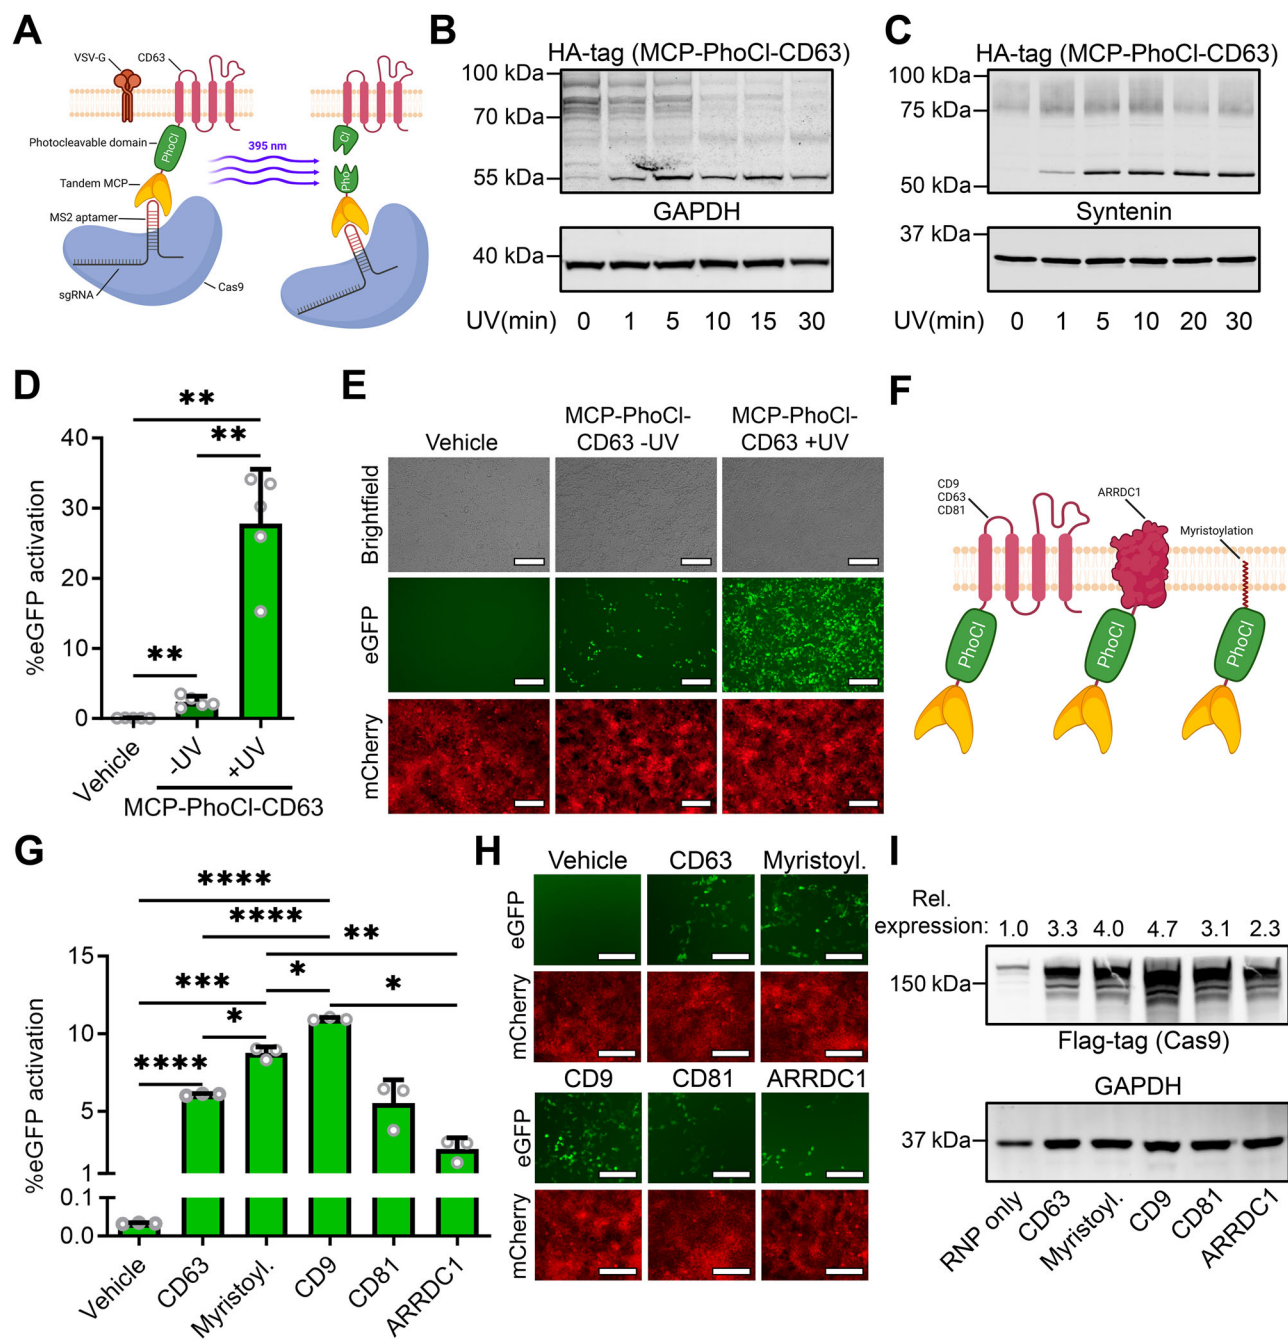 A
VSV-G
CD63
Photocleavable domain
PhoCl
395 nm
Cl
Pho
Tandem MCP
MS2 aptamer
sgRNA
Cas9
B
HA-tag (MCP-PhoCl-CD63)
100 kDa
70 kDa
55 kDa
GAPDH
40 kDa
UV(min) 0 1 5 10 15 30
C
HA-tag (MCP-PhoCl-CD63)
100 kDa
75 kDa
50 kDa
Syntenin
37 kDa
UV(min) 0 1 5 10 20 30
D
** 
**
**
%eGFP activation
40
30
20
10
0
Vehicle
-UV
+UV
MCP-PhoCl-CD63
E
Vehicle
MCP-PhoCl-
CD63 -UV
MCP-PhoCl-
CD63 +UV
Brightfield
eGFP
mCherry
F
CD9
CD63
CD81
ARRDC1
Myristoylation
PhoCl
PhoCl
PhoCl
G
****
****
**
***
*
*
*
****
%eGFP activation
15
10
5
1
0.1
0.0
Vehicle
CD63
Myristoyl.
CD9
CD81
ARRDC1
H
Vehicle CD63 Myristoyl.
eGFP
mCherry
CD9 CD81 ARRDC1
eGFP
mCherry
I
Rel.
expression: 1.0 3.3 4.0 4.7 3.1 2.3
150 kDa
Flag-tag (Cas9)
GAPDH
37 kDa
RNP only
CD63
Myristoyl.
CD9
CD81
ARRDC1